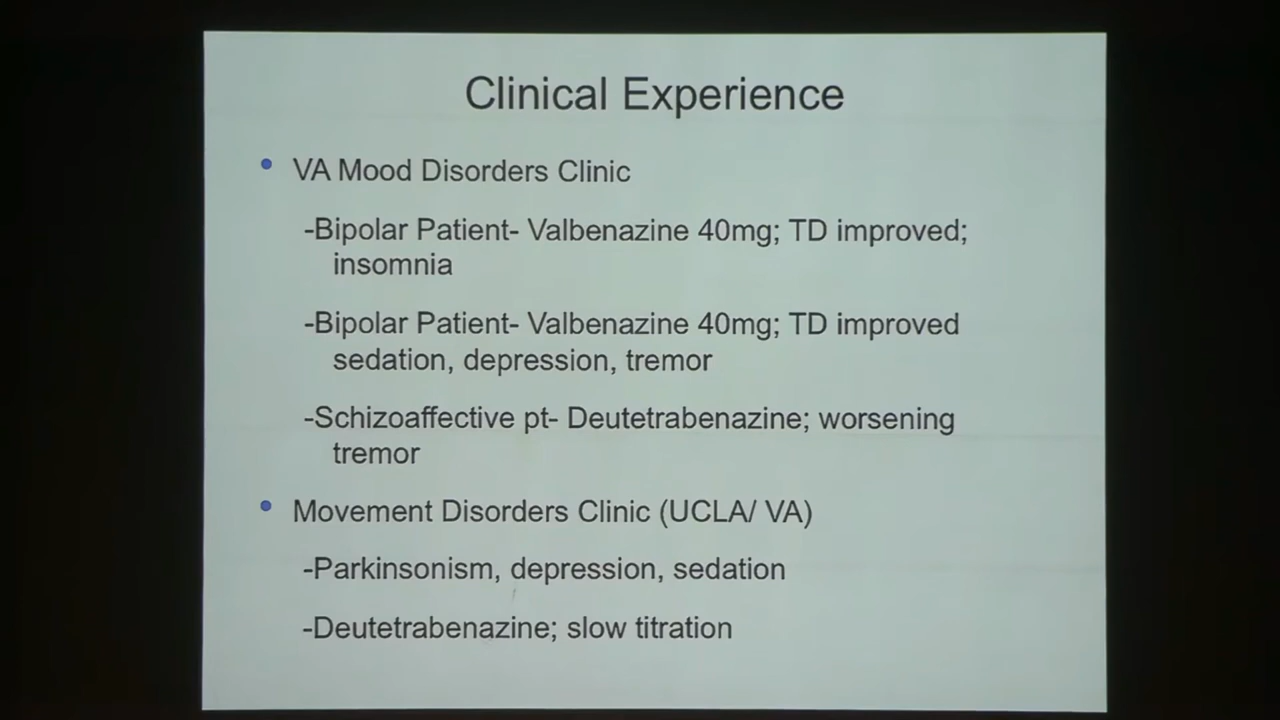 Clinical Experience
• VA Mood Disorders Clinic
-Bipolar Patient- Valbenazine 40mg; TD improved;
insomnia
-Bipolar Patient- Valbenazine 40mg; TD improved
sedation, depression, tremor
-Schizoaffective pt- Deutetrabenazine; worsening
tremor
• Movement Disorders Clinic (UCLA/ VA)
-Parkinsonism, depression, sedation
-Deutetrabenazine; slow titration